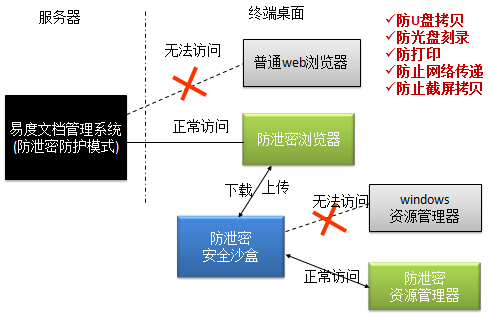 服务器
终端桌面
✓防U盘拷贝
✓防光盘刻录
✓防打印
✓防止网络传递
✓防止截屏拷贝
无法访问
普通web浏览器
易度文档管理系统
(防泄密防护模式)
正常访问
防泄密浏览器
下载
上传
无法访问
windows
资源管理器
防泄密
安全沙盒
正常访问
防泄密
资源管理器